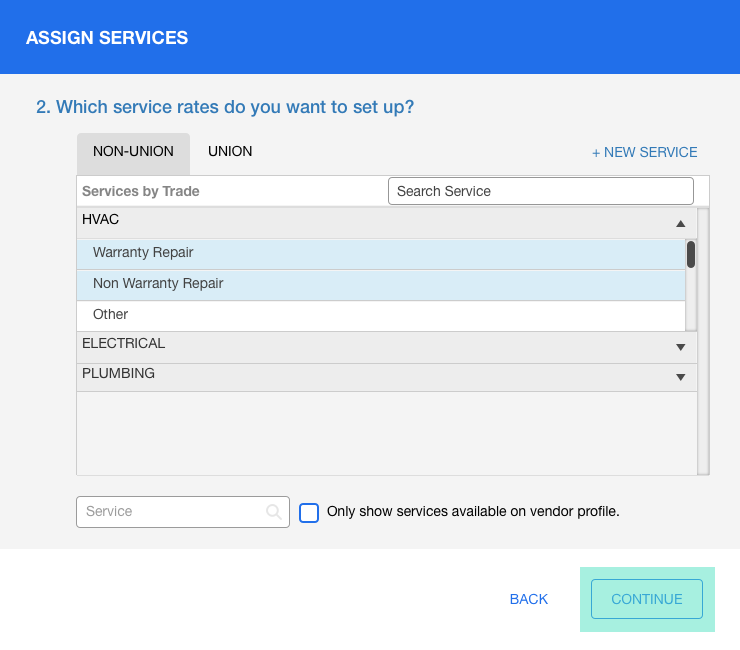 ASSIGN SERVICES
2. Which service rates do you want to set up?
NON-UNION UNION + NEW SERVICE
Services by Trade Search Service
HVAC
Warranty Repair
Non Warranty Repair
Other
ELECTRICAL
PLUMBING
Service Only show services available on vendor profile.
BACK CONTINUE